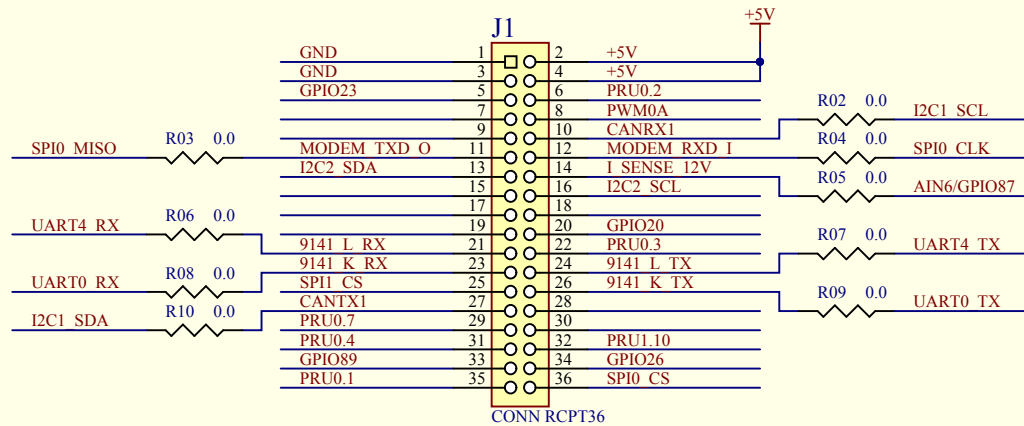 +5V
J1
GND 1 2 +5V
GND 3 4 +5V
GPIO23 5 6 PRU0.2
7 8 PWM0A
R02 0.0 I2C1_SCL
9 10 CANRX1
SPI0_MISO R03 0.0 MODEM_TXD_O 11 12 MODEM_RXD_I R04 0.0 SPI0_CLK
I2C2_SDA 13 14 I_SENSE_12V
R05 0.0 AIN6/GPIO87
15 16 I2C2_SCL
17 18
UART4_RX R06 0.0 19 20 GPIO20
9141_L_RX 21 22 PRU0.3 R07 0.0 UART4_TX
9141_K_RX 23 24 9141_L_TX
UART0_RX R08 0.0 SPI1_CS 25 26 9141_K_TX
CANTX1 27 28 R09 0.0 UART0_TX
I2C1_SDA R10 0.0
PRU0.7 29 30
PRU0.4 31 32 PRU1.10
GPIO89 33 34 GPIO26
PRU0.1 35 36 SPI0_CS
CONN RCPT36